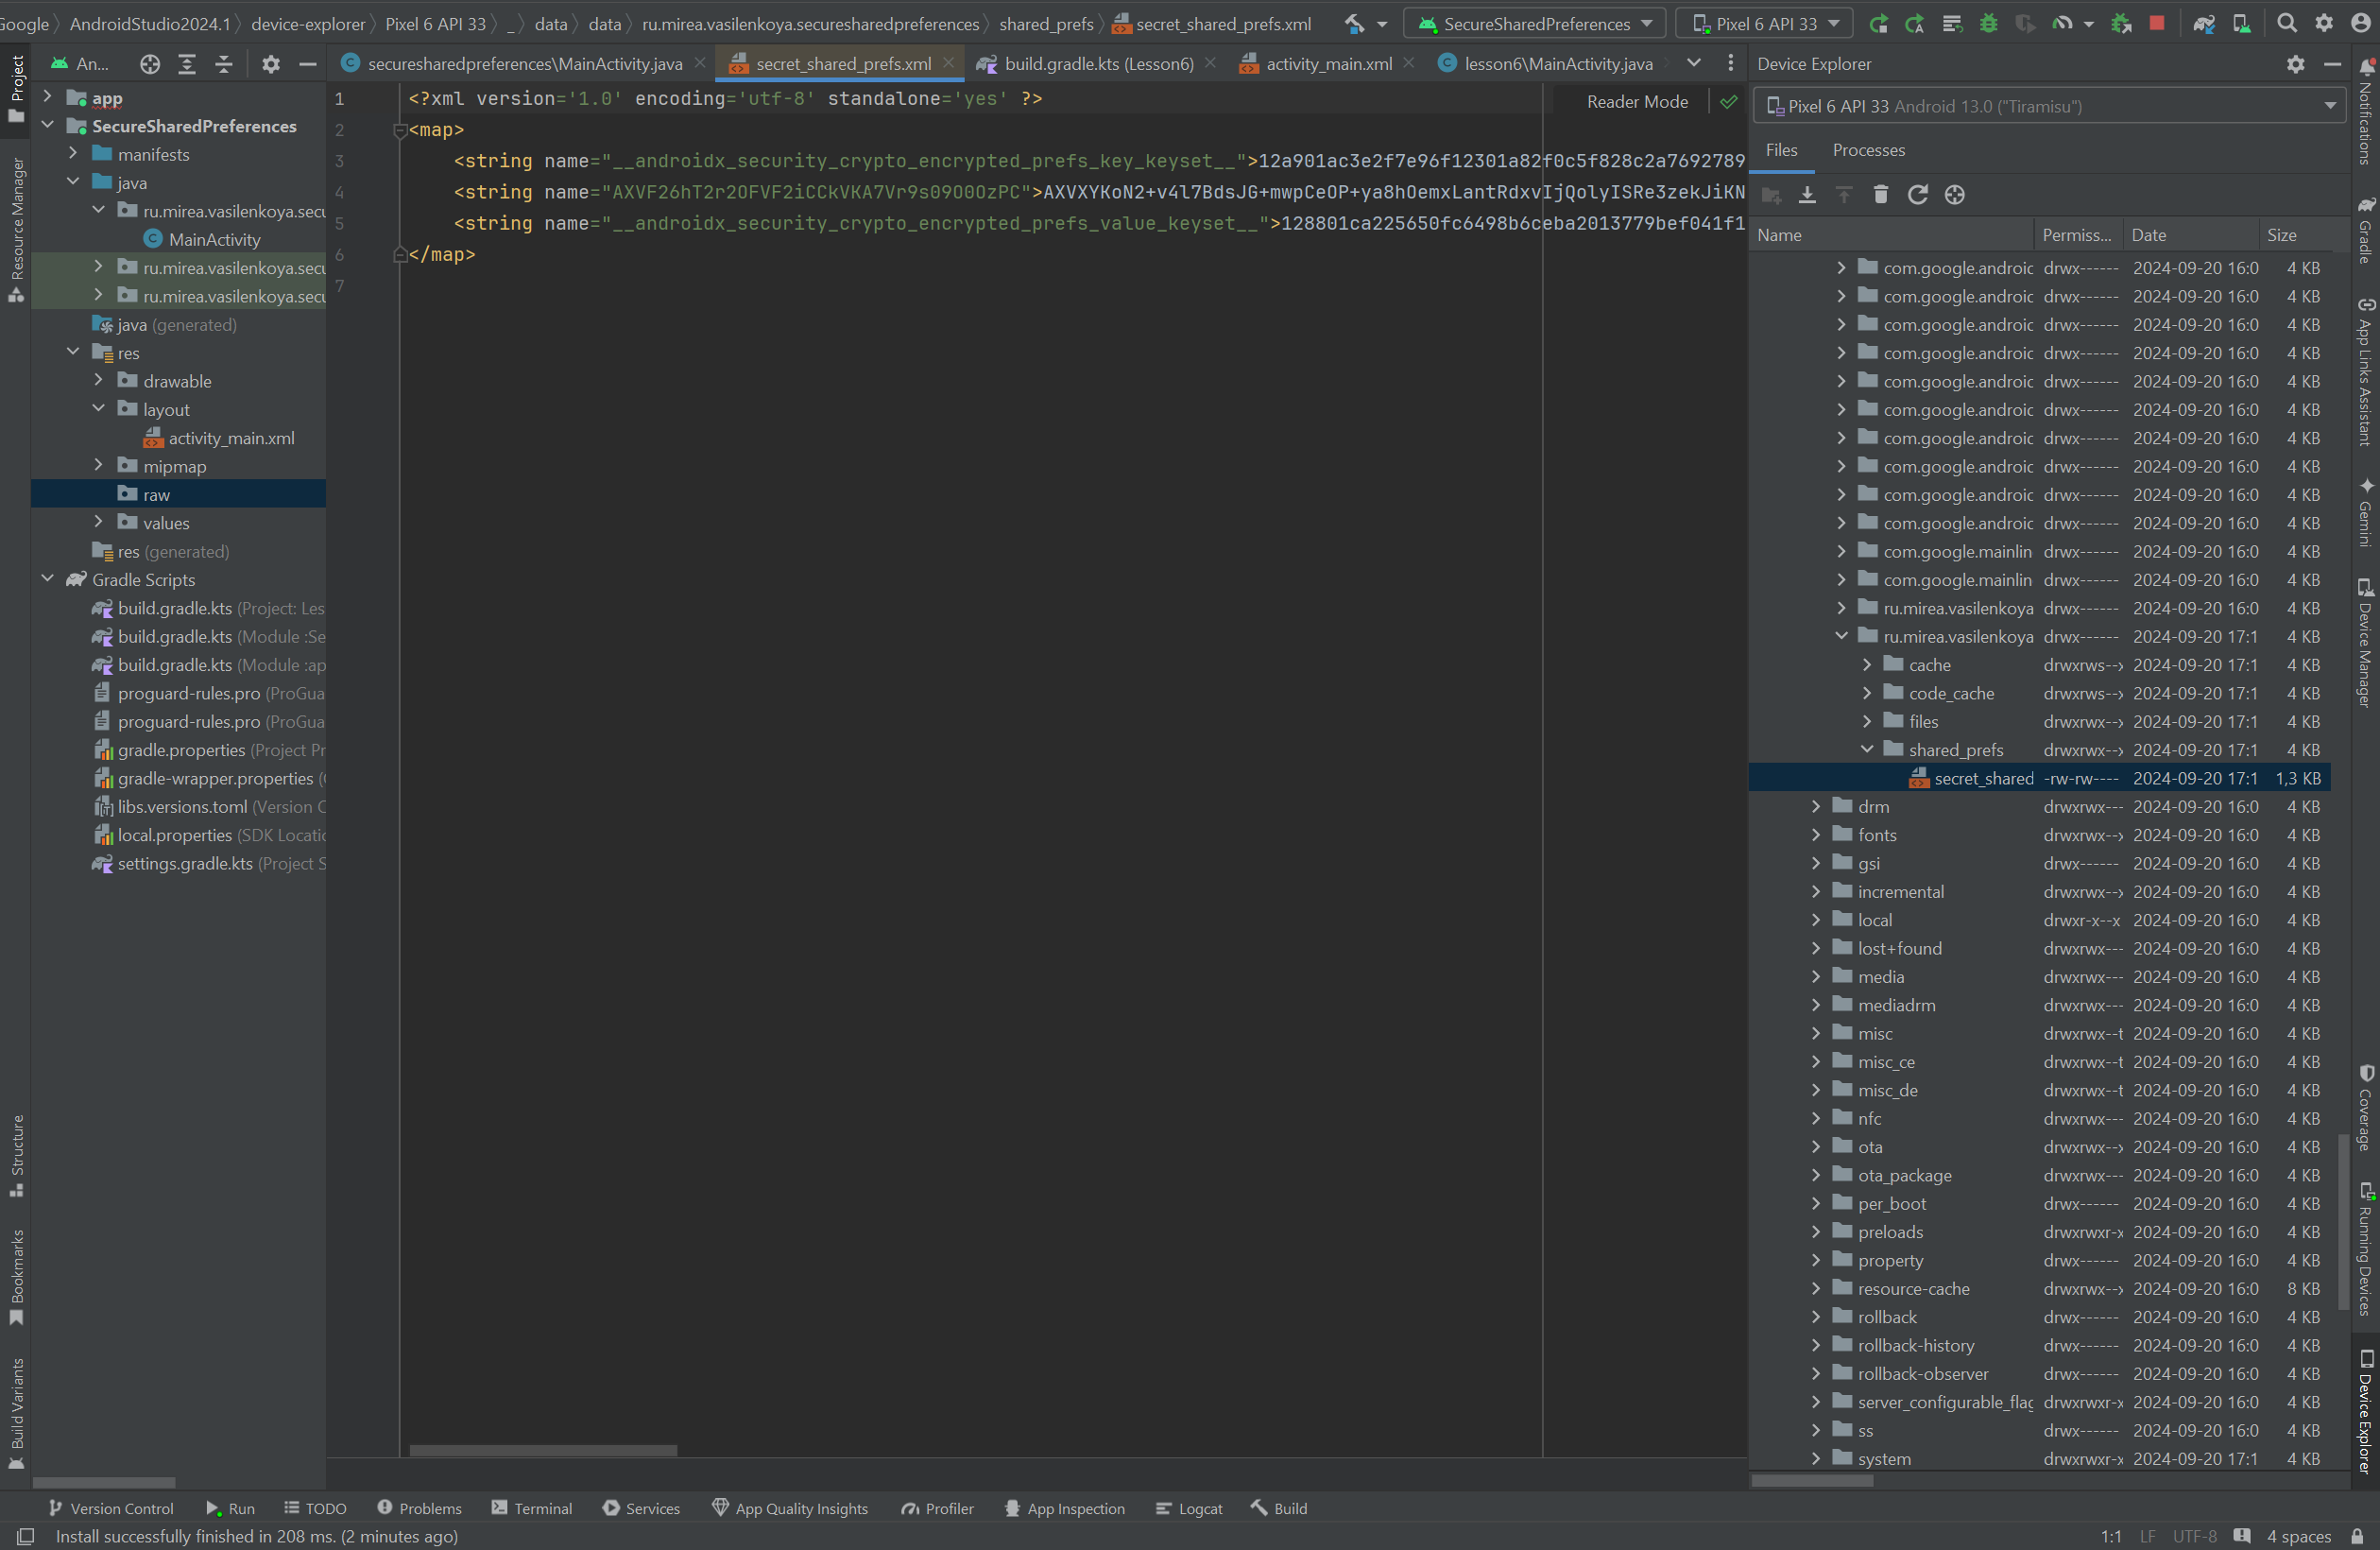 Google AndroidStudio2024.1 device-explorer Pixel 6 API 33 _ data data ru.mirea.vasilenkoya.securesharedpreferences shared_prefs secret_shared_prefs.xml SecureSharedPreferences Pixel 6 API 33
An...
securesharedpreferences\MainActivity.java secret_shared_prefs.xml build.gradle.kts (Lesson6) activity_main.xml lesson6\MainActivity.java
Project
Resource Manager
Structure
Bookmarks
Build Variants
app
SecureSharedPreferences
manifests
java
ru.mirea.vasilenkoya.secu
MainActivity
ru.mirea.vasilenkoya.secu
ru.mirea.vasilenkoya.secu
java (generated)
res
drawable
layout
activity_main.xml
mipmap
raw
values
res (generated)
Gradle Scripts
build.gradle.kts (Project: Les
build.gradle.kts (Module :Se
build.gradle.kts (Module :ap
proguard-rules.pro (ProGua
proguard-rules.pro (ProGua
gradle.properties (Project Pr
gradle-wrapper.properties (
libs.versions.toml (Version C
local.properties (SDK Locatic
settings.gradle.kts (Project S
1 <?xml version='1.0' encoding='utf-8' standalone='yes' ?>
2 <map>
3 <string name="__androidx_security_crypto_encrypted_prefs_key_keyset__">12a901ac3e2f7e96f12301a82f0c5f828c2a7692789
4 <string name="AXVF26hT2r2OFVF2iCCkVKA7Vr9s09O0OzPC">AXVXYKoN2+v4l7BdsJG+mwpCeOP+ya8hOemxLantRdxvIjQolyISRe3zekJiKN
5 <string name="__androidx_security_crypto_encrypted_prefs_value_keyset__">128801ca225650fc6498b6ceba2013779bef041f1
6 </map>
7
Reader Mode
Device Explorer
Pixel 6 API 33 Android 13.0 ("Tiramisu")
Files Processes
Name Permiss... Date Size
com.google.android drwx------ 2024-09-20 16:0 4 KB
com.google.android drwx------ 2024-09-20 16:0 4 KB
com.google.android drwx------ 2024-09-20 16:0 4 KB
com.google.android drwx------ 2024-09-20 16:0 4 KB
com.google.android drwx------ 2024-09-20 16:0 4 KB
com.google.android drwx------ 2024-09-20 16:0 4 KB
com.google.android drwx------ 2024-09-20 16:0 4 KB
com.google.android drwx------ 2024-09-20 16:0 4 KB
com.google.android drwx------ 2024-09-20 16:0 4 KB
com.google.android drwx------ 2024-09-20 16:0 4 KB
com.google.mainlin drwx------ 2024-09-20 16:0 4 KB
com.google.mainlin drwx------ 2024-09-20 16:0 4 KB
ru.mirea.vasilenkoya drwx------ 2024-09-20 16:0 4 KB
ru.mirea.vasilenkoya drwx------ 2024-09-20 17:1 4 KB
cache drwxrws--x 2024-09-20 17:1 4 KB
code_cache drwxrws--x 2024-09-20 17:1 4 KB
files drwxrwx--x 2024-09-20 17:1 4 KB
shared_prefs drwxrwx--x 2024-09-20 17:1 4 KB
secret_shared -rw-rw---- 2024-09-20 17:1 1,3 KB
drm drwxrwx--- 2024-09-20 16:0 4 KB
fonts drwxrwx--x 2024-09-20 16:0 4 KB
gsi drwx------ 2024-09-20 16:0 4 KB
incremental drwxrwx--x 2024-09-20 16:0 4 KB
local drwxr-x--x 2024-09-20 16:0 4 KB
lost+found drwxrwx--- 2024-09-20 16:0 4 KB
media drwxrwx--- 2024-09-20 16:0 4 KB
mediadrm drwxrwx--- 2024-09-20 16:0 4 KB
misc drwxrwx--t 2024-09-20 16:0 4 KB
misc_ce drwxrwx--t 2024-09-20 16:0 4 KB
misc_de drwxrwx--t 2024-09-20 16:0 4 KB
nfc drwxrwx--- 2024-09-20 16:0 4 KB
ota drwxrwx--x 2024-09-20 16:0 4 KB
ota_package drwxrwx--- 2024-09-20 16:0 4 KB
per_boot drwx------ 2024-09-20 16:0 4 KB
preloads drwxrwxr-x 2024-09-20 16:0 4 KB
property drwx------ 2024-09-20 16:0 4 KB
resource-cache drwxrwx--x 2024-09-20 16:0 8 KB
rollback drwx------ 2024-09-20 16:0 4 KB
rollback-history drwx------ 2024-09-20 16:0 4 KB
rollback-observer drwx------ 2024-09-20 16:0 4 KB
server_configurable_flag drwxrwxr-x 2024-09-20 16:0 4 KB
ss drwx------ 2024-09-20 16:0 4 KB
system drwxrwxr-x 2024-09-20 17:1 4 KB
Notifications
Gradle
App Links Assistant
Gemini
Device Manager
Coverage
Running Devices
Device Explorer
Version Control Run TODO Problems Terminal Services App Quality Insights Profiler App Inspection Logcat Build
Install successfully finished in 208 ms. (2 minutes ago) 1:1 LF UTF-8 4 spaces